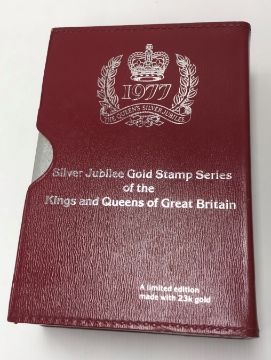 1977
THE QUEEN'S SILVER JUBILEE
Silver Jubilee Gold Stamp Series
of the
Kings and Queens of Great Britain
A limited edition
made with 23k gold